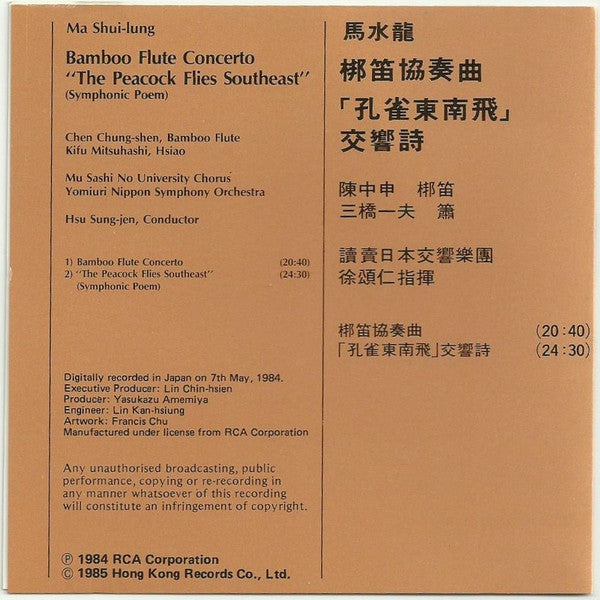 Ma Shui-lung
Bamboo Flute Concerto
"The Peacock Flies Southeast"
(Symphonic Poem)
Chen Chung-shen, Bamboo Flute
Kifu Mitsuhashi, Hsiao
Mu Sashi No University Chorus
Yomiuri Nippon Symphony Orchestra
Hsu Sung-jen, Conductor
1) Bamboo Flute Concerto (20:40)
2) "The Peacock Flies Southeast" (24:30)
(Symphonic Poem)
Digitally recorded in Japan on 7th May, 1984.
Executive Producer: Lin Chin-hsien
Producer: Yasukazu Amemiya
Engineer: Lin Kan-hsiung
Artwork: Francis Chu
Manufactured under license from RCA Corporation
Any unauthorised broadcasting, public
performance, copying or re-recording in
any manner whatsoever of this recording
will constitute an infringement of copyright.
Ⓟ 1984 RCA Corporation
© 1985 Hong Kong Records Co., Ltd.
馬水龍
梆笛協奏曲
「孔雀東南飛」
交響詩
陳中申 梆笛
三橋一夫 簫
讀賣日本交響樂團
徐頌仁指揮
梆笛協奏曲 (20:40)
「孔雀東南飛」交響詩 (24:30)